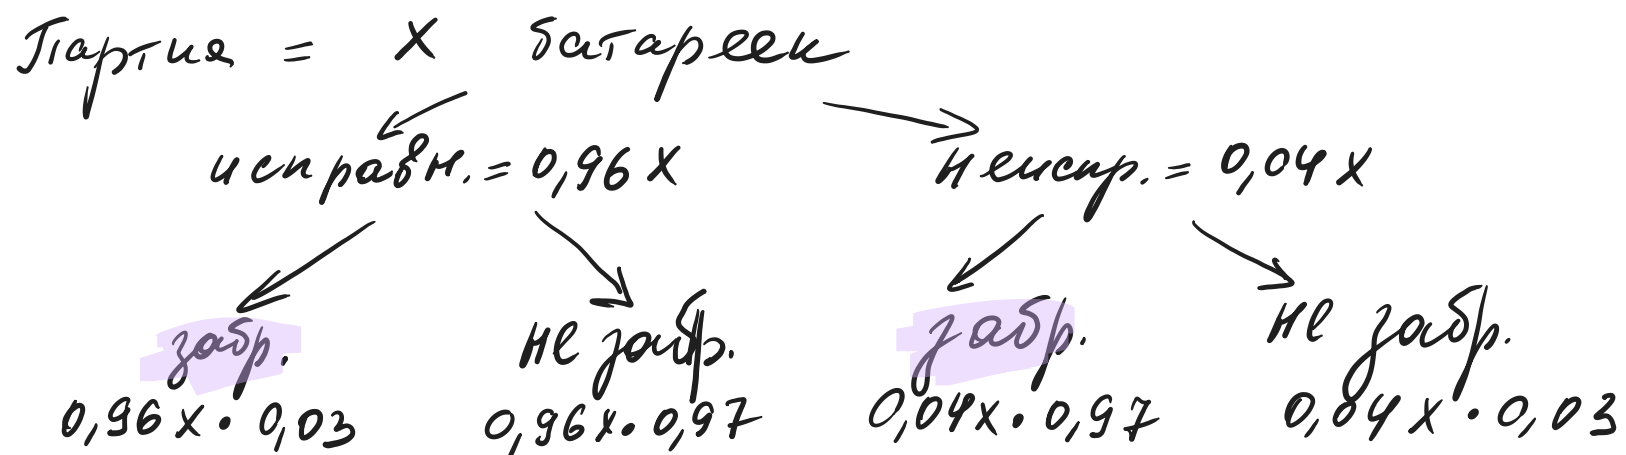 Партия = X батареек
исправн. = 0,96 X неиспр. = 0,04 X
забр. не забр. забр. не забр.
0,96 X · 0,03 0,96 X · 0,97 0,04 X · 0,97 0,04 X · 0,03